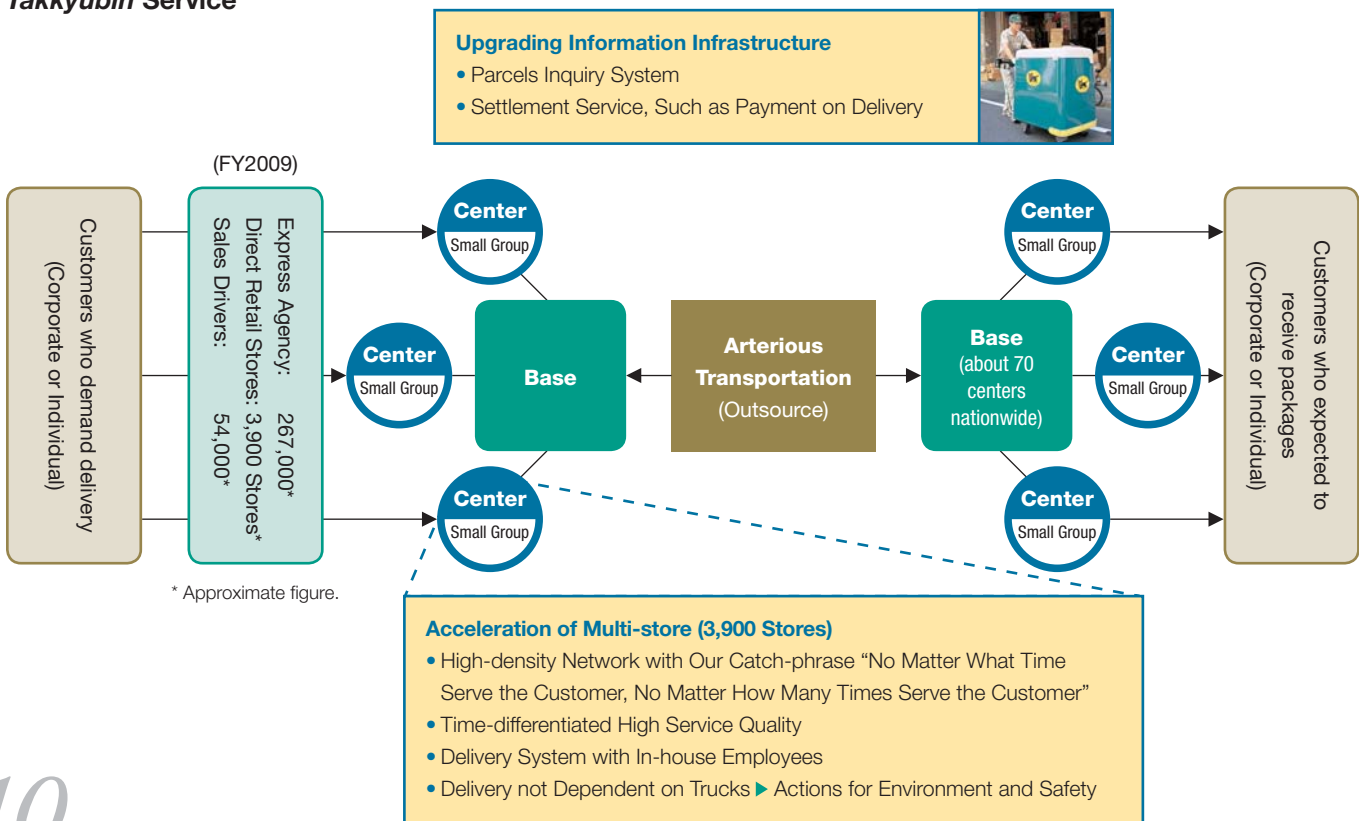 Takkyubin Service
Upgrading Information Infrastructure
• Parcels Inquiry System
• Settlement Service, Such as Payment on Delivery
(FY2009)
Customers who demand delivery
(Corporate or Individual)
Express Agency: 267,000*
Direct Retail Stores: 3,900 Stores*
Sales Drivers: 54,000*
* Approximate figure.
Center
Small Group
Center
Small Group
Center
Small Group
Base
Arterious
Transportation
(Outsource)
Base
(about 70
centers
nationwide)
Center
Small Group
Center
Small Group
Center
Small Group
Customers who expected to
receive packages
(Corporate or Individual)
Acceleration of Multi-store (3,900 Stores)
• High-density Network with Our Catch-phrase “No Matter What Time
Serve the Customer, No Matter How Many Times Serve the Customer”
• Time-differentiated High Service Quality
• Delivery System with In-house Employees
• Delivery not Dependent on Trucks ▶ Actions for Environment and Safety
10